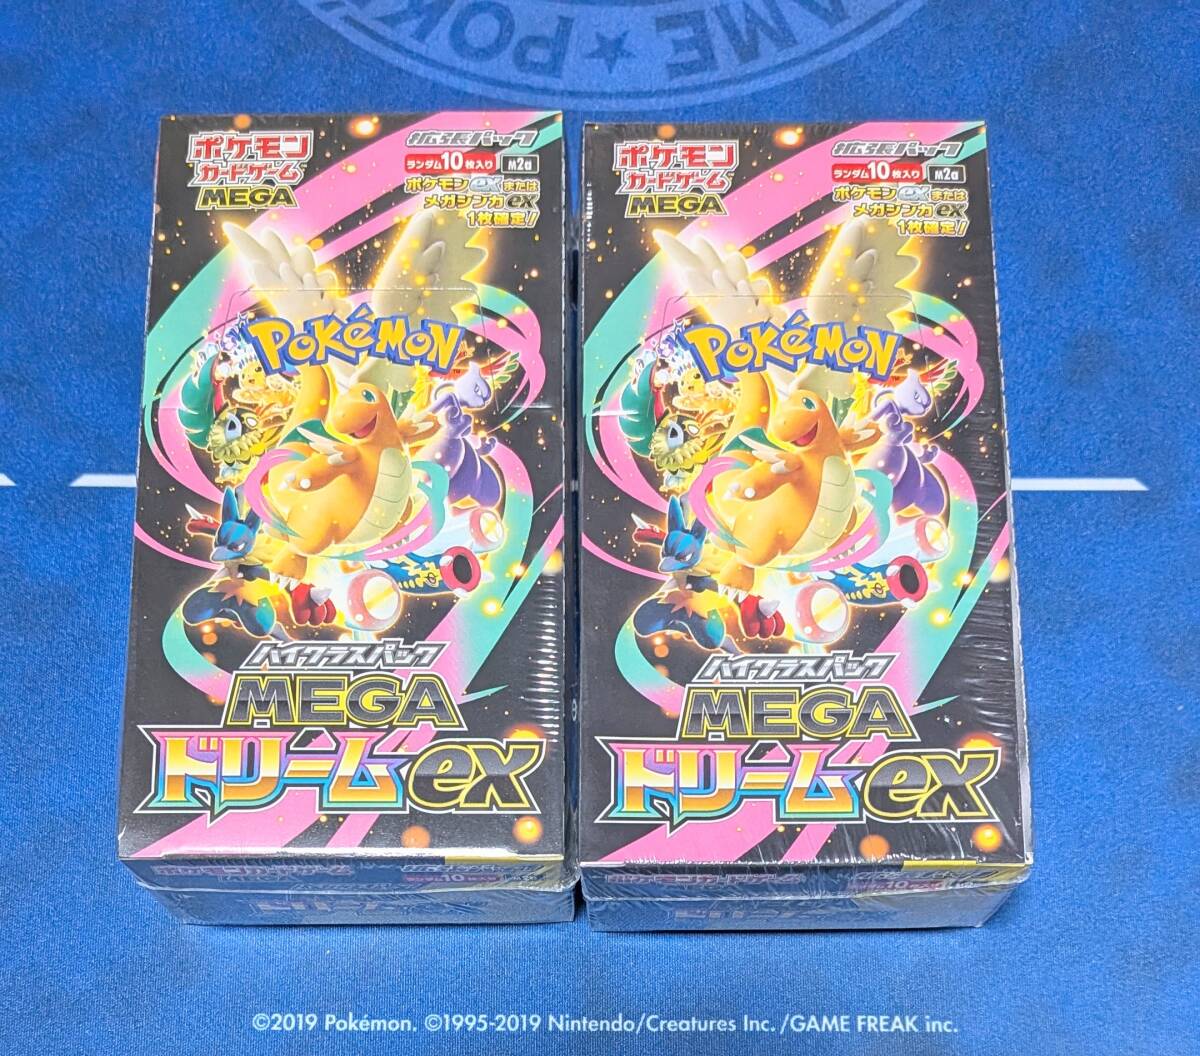 GAME★POK
ポケモン
カードゲーム
MEGA
拡張パック
ランダム10枚入り M2a
ポケモンexまたは
メガシンカex
1枚確定!
POKéMON
ハイクラスパック
MEGA
ドリームex
ポケモン
カードゲーム
MEGA
拡張パック
ランダム10枚入り M2a
ポケモンexまたは
メガシンカex
1枚確定!
POKéMON
TM
ハイクラスパック
MEGA
ドリームex
©2019 Pokémon. ©1995-2019 Nintendo/Creatures Inc. /GAME FREAK inc.